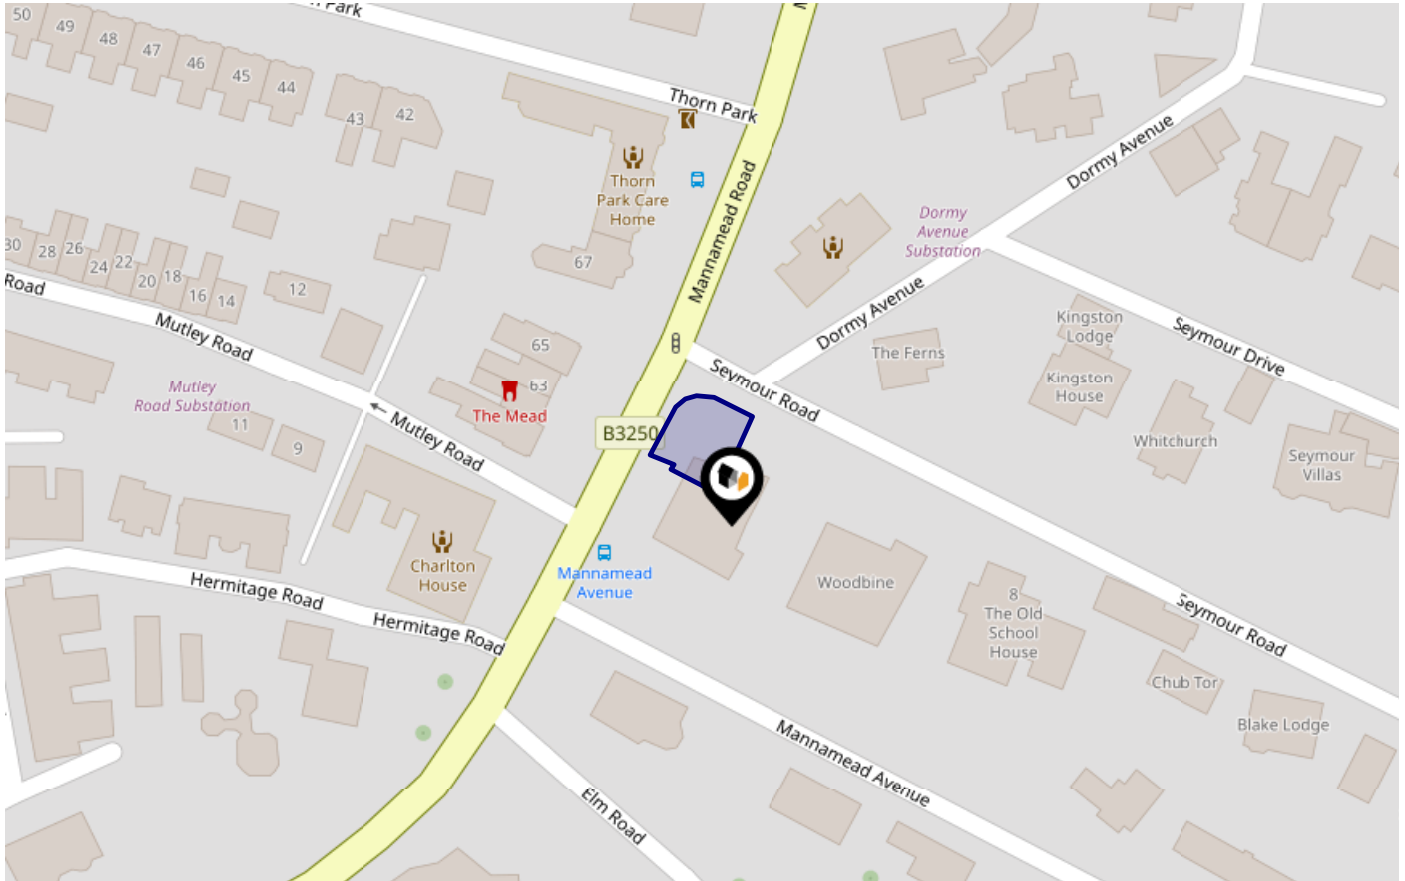 50
49
48
47
46
45
44
43
42
Park
Thorn Park
Thorn
Park Care
Home
67
Mannamead Road
Dormy Avenue
Dormy
Avenue
Substation
Dormy Avenue
30
28
26
24
22
20
18
16
14
12
Road
Mutley Road
65
63
The Mead
Mutley
Road Substation
11
9
Mutley Road
B3250
Seymour Road
The Ferns
Kingston
Lodge
Kingston
House
Seymour Drive
Whitchurch
Seymour
Villas
Charlton
House
Mannamead
Avenue
Hermitage Road
Hermitage Road
Woodbine
8
The Old
School
House
Seymour Road
Chub Tor
Blake Lodge
Mannamead Avenue
Elm Road